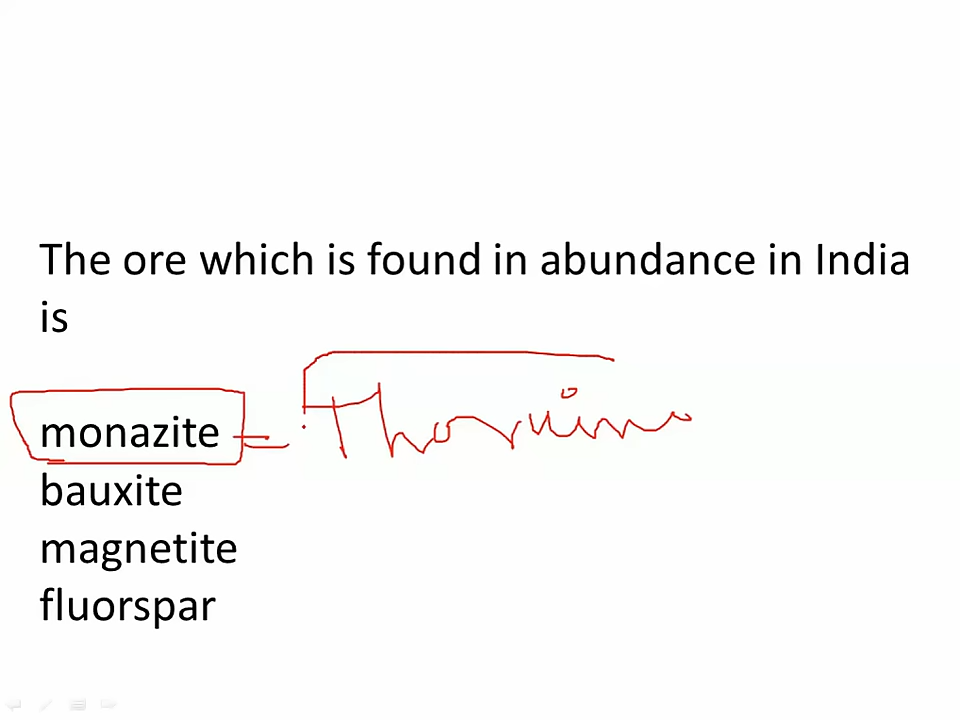 The ore which is found in abundance in India
is
monazite = Thorium
bauxite
magnetite
fluorspar